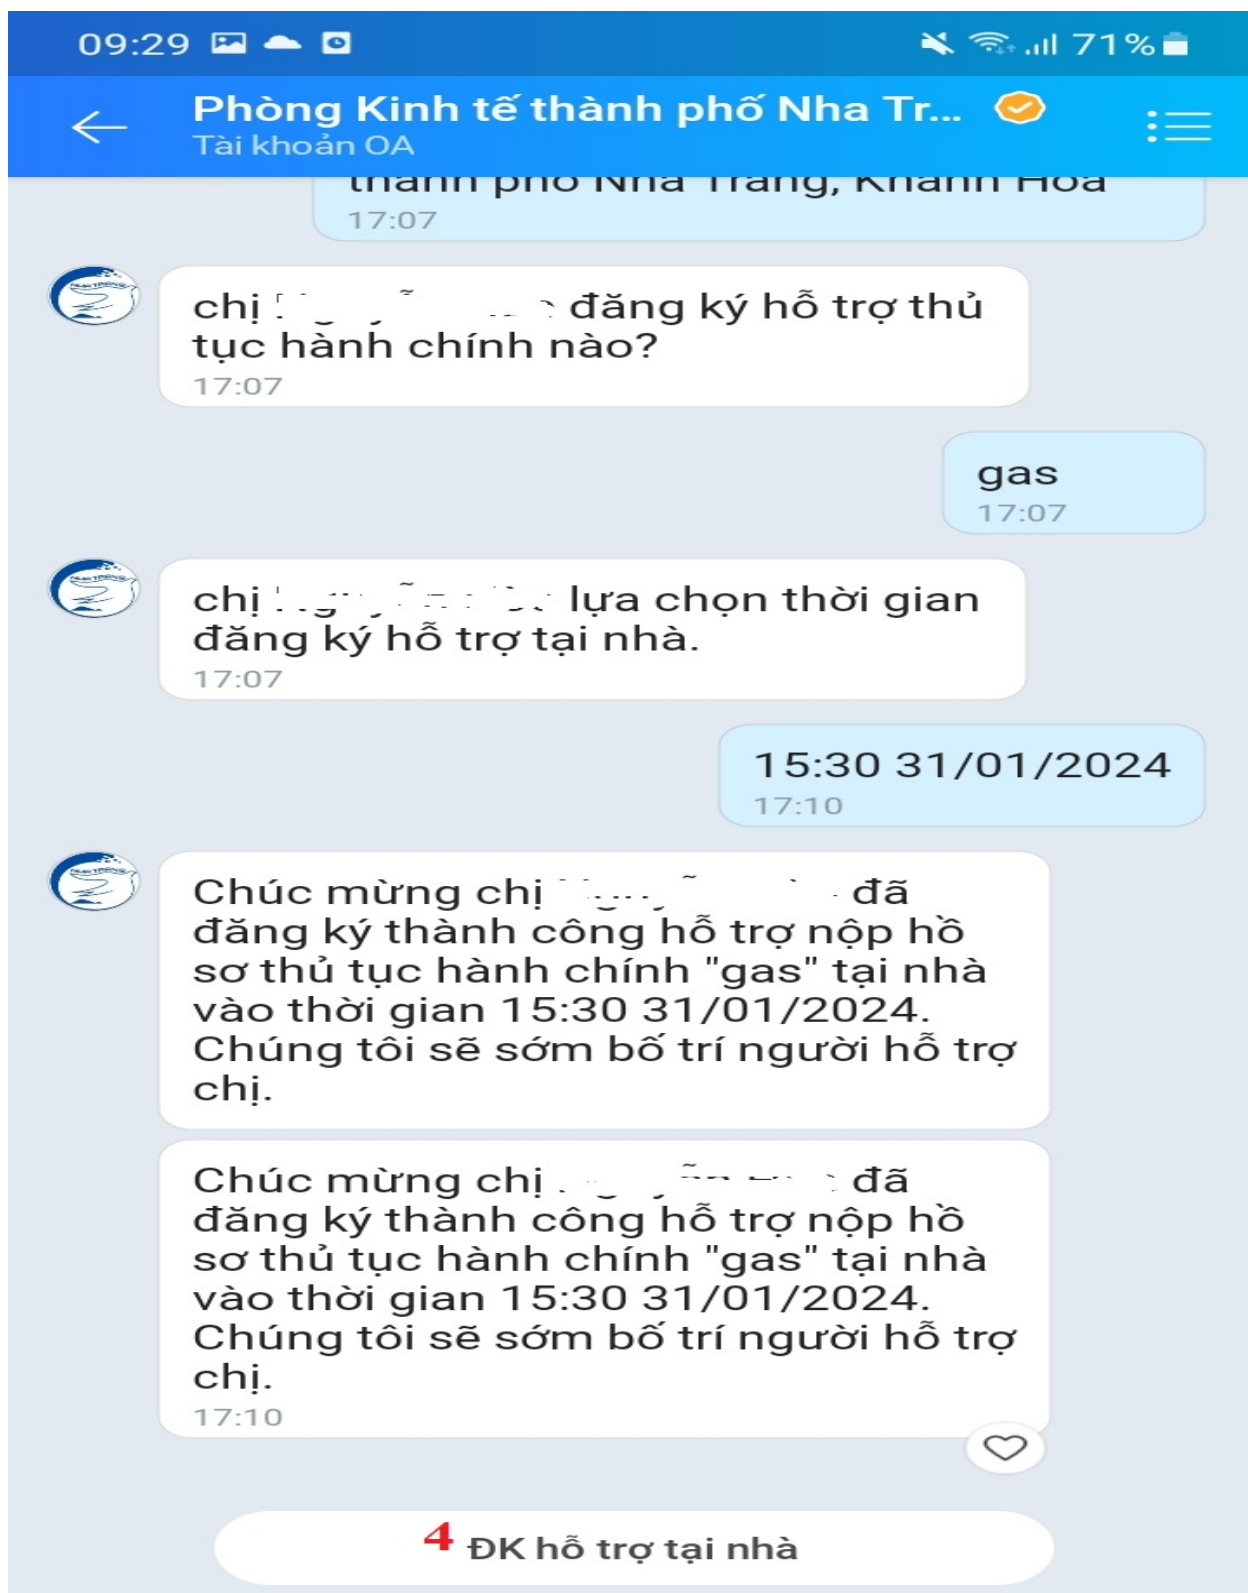 09:29
71%
Phòng Kinh tế thành phố Nha Tr...
Tài khoản OA
thành phố Nha Trang, Khánh Hòa
17:07
chị đăng ký hỗ trợ thủ
tục hành chính nào?
17:07
gas
17:07
chị lựa chọn thời gian
đăng ký hỗ trợ tại nhà.
17:07
15:30 31/01/2024
17:10
Chúc mừng chị đã
đăng ký thành công hỗ trợ nộp hồ
sơ thủ tục hành chính "gas" tại nhà
vào thời gian 15:30 31/01/2024.
Chúng tôi sẽ sớm bố trí người hỗ trợ
chị.
Chúc mừng chị đã
đăng ký thành công hỗ trợ nộp hồ
sơ thủ tục hành chính "gas" tại nhà
vào thời gian 15:30 31/01/2024.
Chúng tôi sẽ sớm bố trí người hỗ trợ
chị.
17:10
4 ĐK hỗ trợ tại nhà